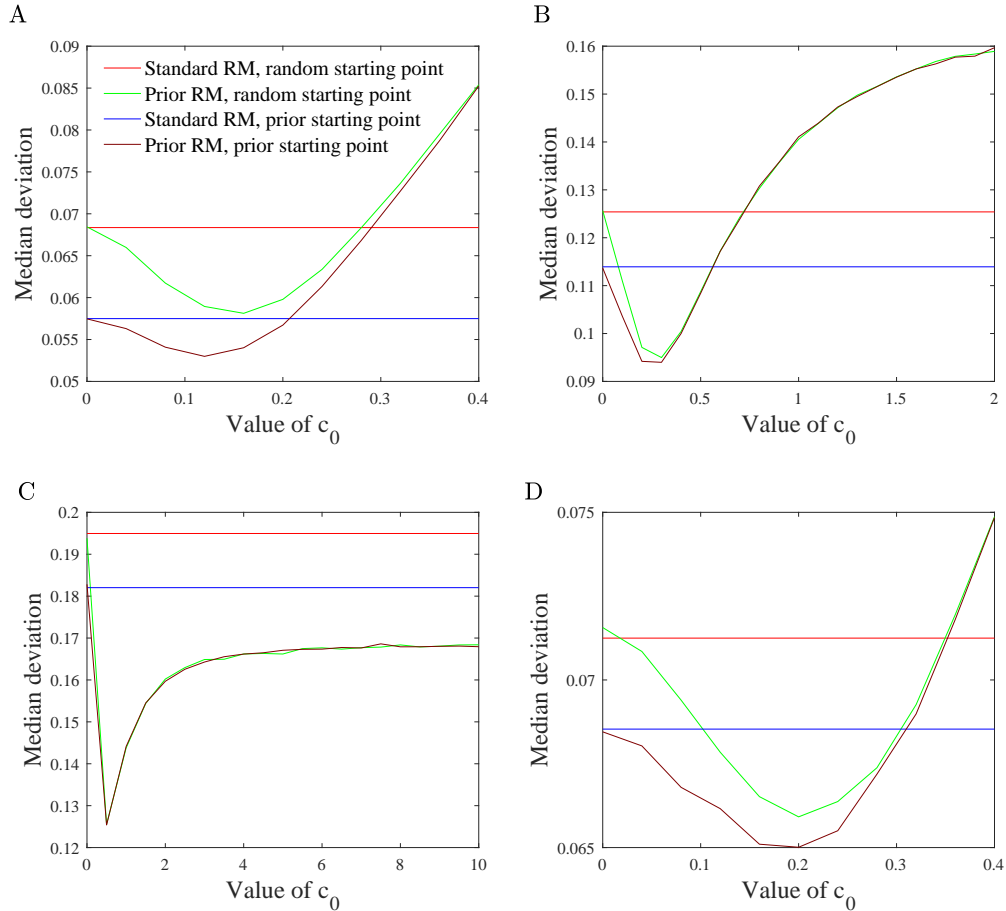 A
Median deviation
0.09
0.085
0.08
0.075
0.07
0.065
0.06
0.055
0.05
Standard RM, random starting point
Prior RM, random starting point
Standard RM, prior starting point
Prior RM, prior starting point
0 0.1 0.2 0.3 0.4
Value of c0
B
Median deviation
0.16
0.15
0.14
0.13
0.12
0.11
0.1
0.09
0 0.5 1 1.5 2
Value of c0
C
Median deviation
0.2
0.19
0.18
0.17
0.16
0.15
0.14
0.13
0.12
0 2 4 6 8 10
Value of c0
D
Median deviation
0.075
0.07
0.065
0 0.1 0.2 0.3 0.4
Value of c0